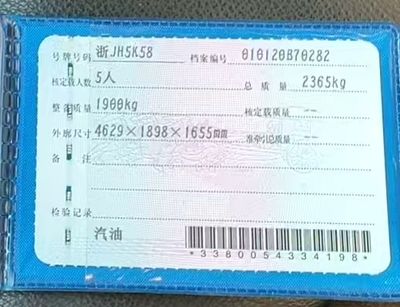 号牌号码 浙JH5K58 档案编号 010120870282
核定载人数 5人 总质量 2365kg
整备质量 1900kg 核定载质量 --
外廓尺寸 4629×1898×1655mm 准牵引总质量 --
备注
检验记录
汽油
*3380054334198*